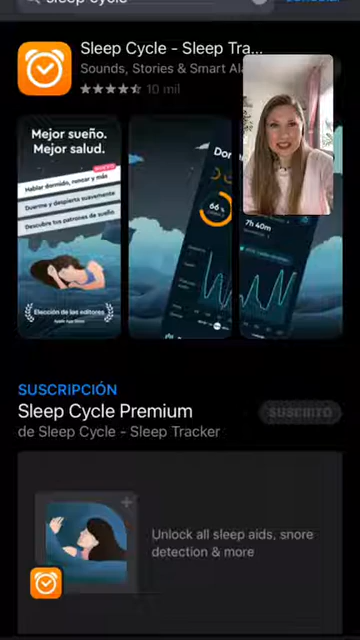 Sleep Cycle - Sleep Tra...
Sounds, Stories & Smart Al
10 mil
Mejor sueño.
Mejor salud.
Hablar dormido, roncar y más
Duerme y despierta suavemente
Descubre tus patrones de sueño
Elección de los editores
66%
7h 40m
SUSCRIPCIÓN
Sleep Cycle Premium
SUSCRITO
de Sleep Cycle - Sleep Tracker
Unlock all sleep aids, snore
detection & more